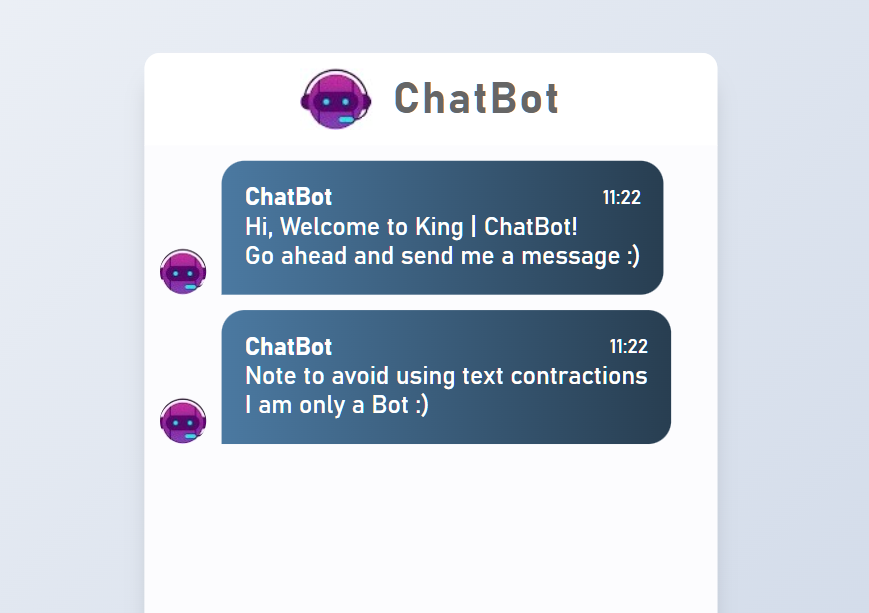 ChatBot
ChatBot 11:22
Hi, Welcome to King | ChatBot!
Go ahead and send me a message :)
ChatBot 11:22
Note to avoid using text contractions
I am only a Bot :)